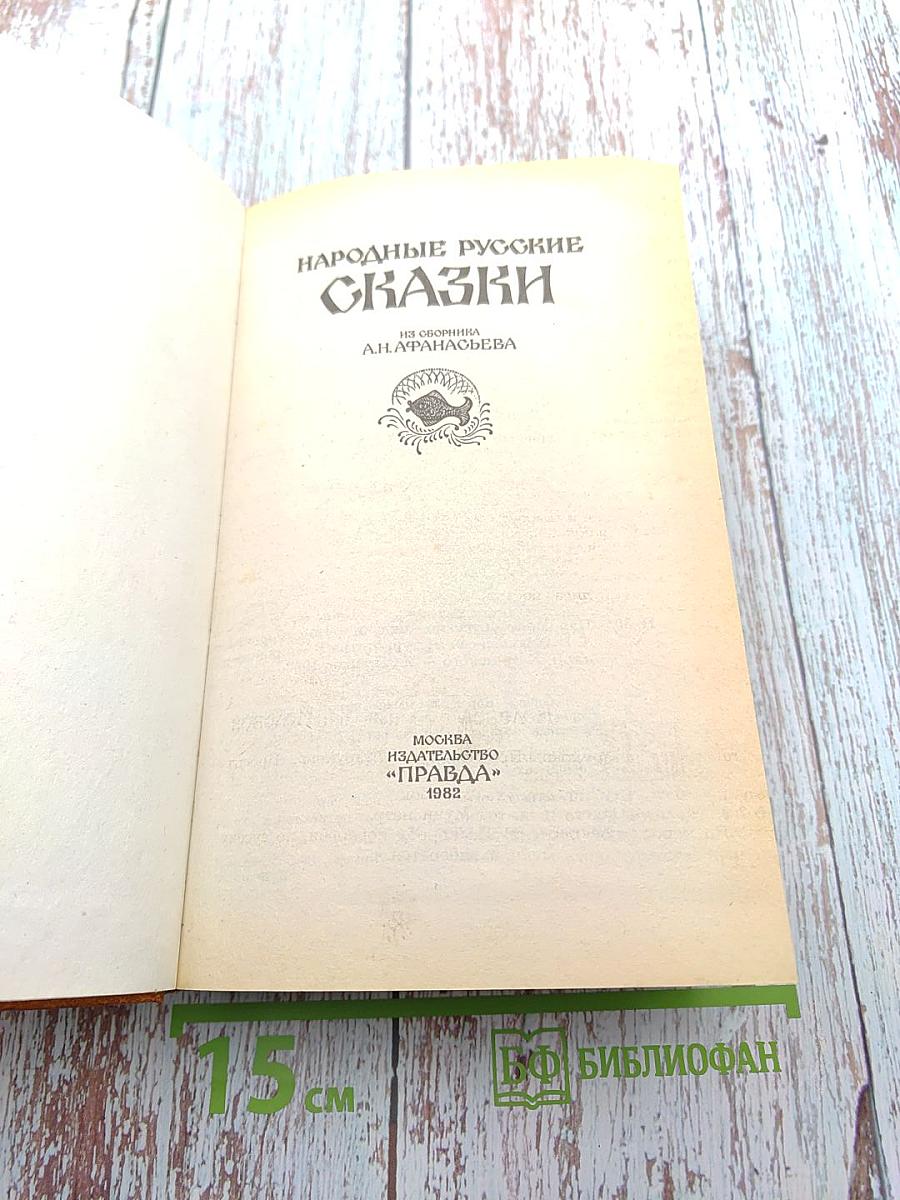 НАРОДНЫЕ РУССКИЕ
СКАЗКИ
ИЗ СБОРНИКА
А.Н.АФАНАСЬЕВА
МОСКВА
ИЗДАТЕЛЬСТВО
«ПРАВДА»
1982
15 см
БФ БИБЛИОФАН